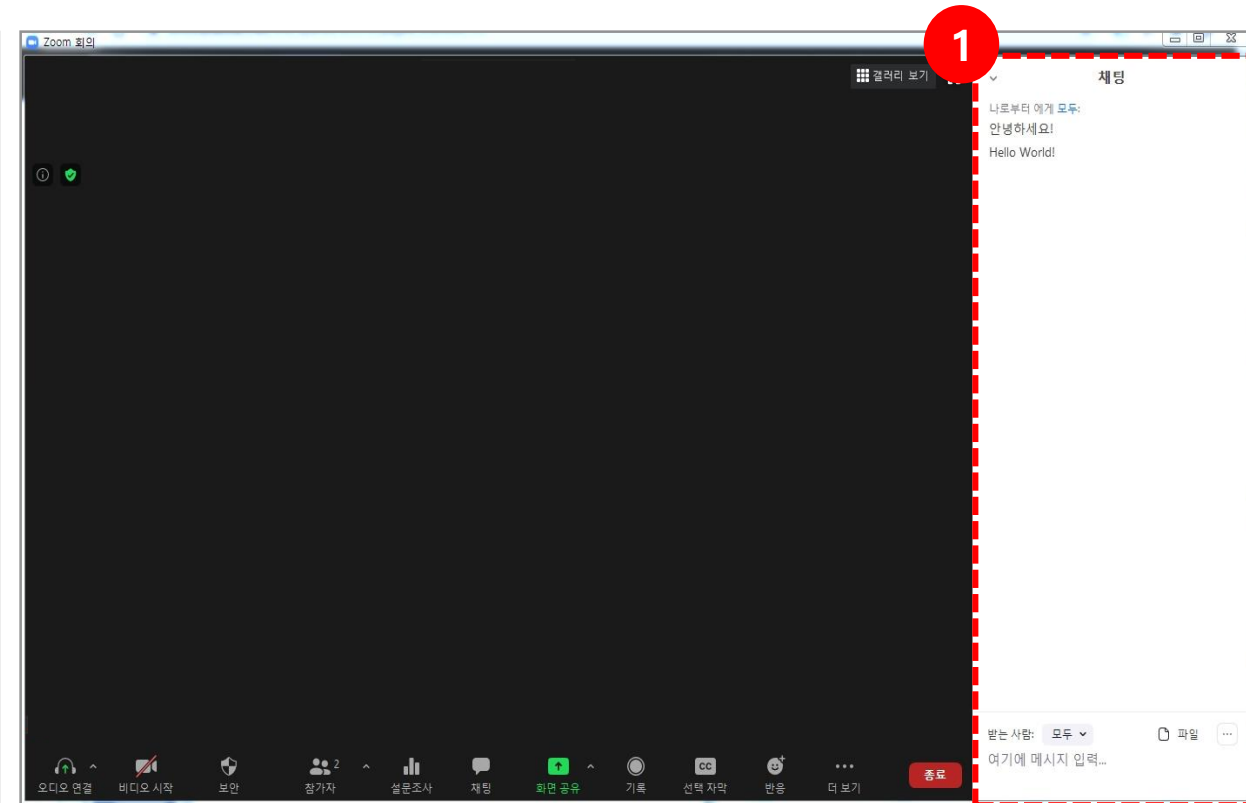 Zoom 회의
1
갤러리 보기
채팅
나로부터 에게 모두:
안녕하세요!
Hello World!
받는 사람: 모두
파일
여기에 메시지 입력...
2
CC
오디오 연결
비디오 시작
보안
참가자
설문조사
채팅
화면 공유
기록
선택 자막
반응
더 보기
종료